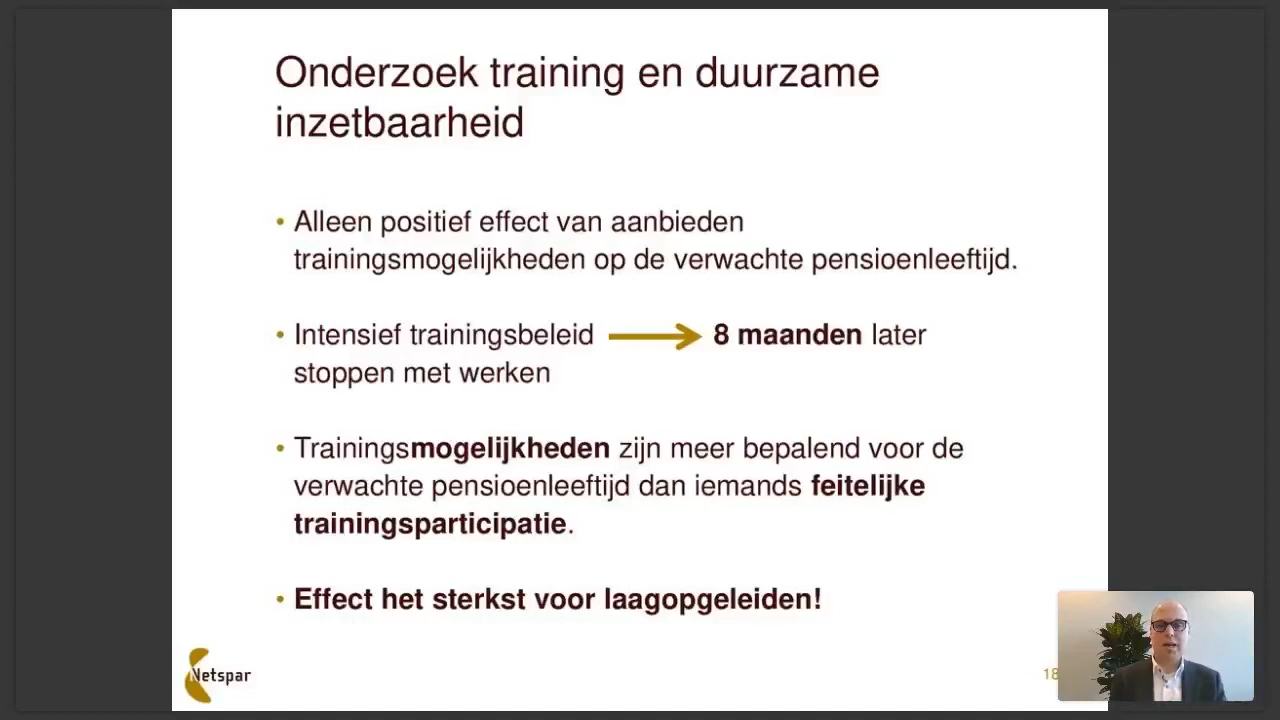 Onderzoek training en duurzame
inzetbaarheid
• Alleen positief effect van aanbieden
trainingsmogelijkheden op de verwachte pensioenleeftijd.
• Intensief trainingsbeleid → 8 maanden later
stoppen met werken
• Trainingsmogelijkheden zijn meer bepalend voor de
verwachte pensioenleeftijd dan iemands feitelijke
trainingsparticipatie.
• Effect het sterkst voor laagopgeleiden!
Netspar
18